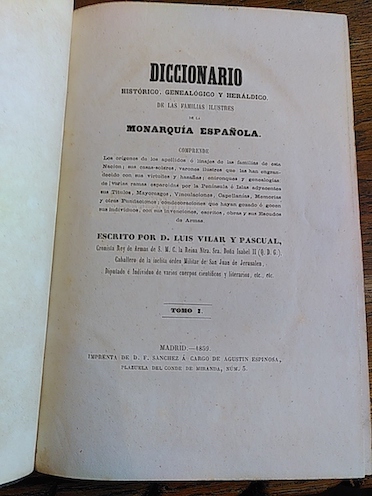 DICCIONARIO
HISTÓRICO, GENEALÓGICO Y HERÁLDICO
DE LAS FAMILIAS ILUSTRES
DE LA
MONARQUÍA ESPAÑOLA.
COMPRENDE
Los orígenes de los apellidos ó linajes de las familias de esta
Nacion; sus casas-solares, varones ilustres que las han engran-
decido con sus virtudes y hazañas; entronques y genealogías
de varios ramas esparcidos por la Península é Islas adyacentes
sus Títulos, Mayorazgos, Vinculaciones, Capellanías, Memorias
y otras Fundaciones; condecoraciones que hayan gozado ó gocen
sus individuos, con sus invenciones, escritos, obras y sus Escudos
de Armas.
ESCRITO POR D. LUIS VILAR Y PASCUAL,
Cronista Rey de Armas de S. M. C. la Reina Ntra. Sra. Doña Isabel II (Q. D. G.)
Caballero de la ínclita orden Militar de San Juan de Jerusalen,
Diputado é Individuo de varios cuerpos científicos y literarios, etc., etc.
TOMO I.
MADRID.—1859.
IMPRENTA DE D. F. SANCHEZ Á CARGO DE AGUSTIN ESPINOSA,
PLAZUELA DEL CONDE DE MIRANDA, NÚM. 5.